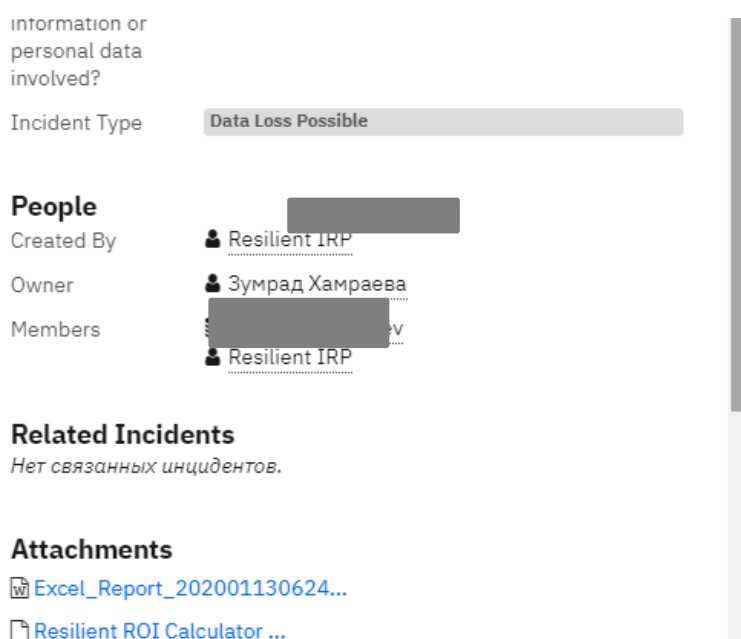 information or
personal data
involved?
Incident Type Data Loss Possible
People
Created By Resilient IRP
Owner Зумрад Хамраева
Members
Resilient IRP
Related Incidents
Нет связанных инцидентов.
Attachments
Excel_Report_202001130624...
Resilient ROI Calculator ...